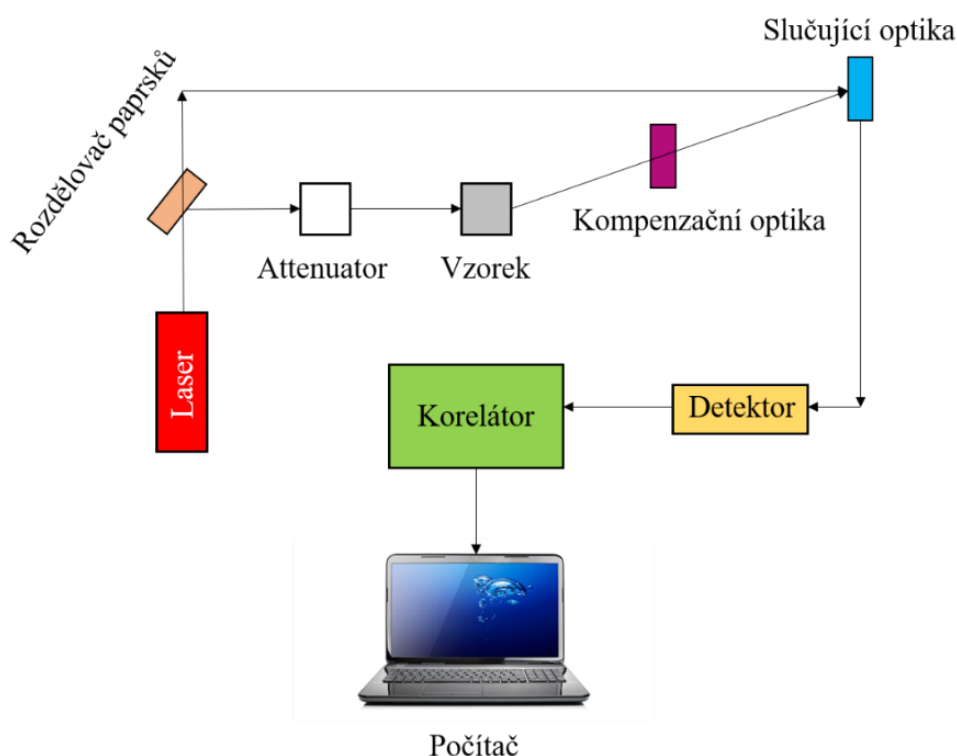 Slučující optika
Rozdělovač paprsků
Kompenzační optika
Attenuator
Vzorek
Laser
Korelátor
Detektor
Počítač